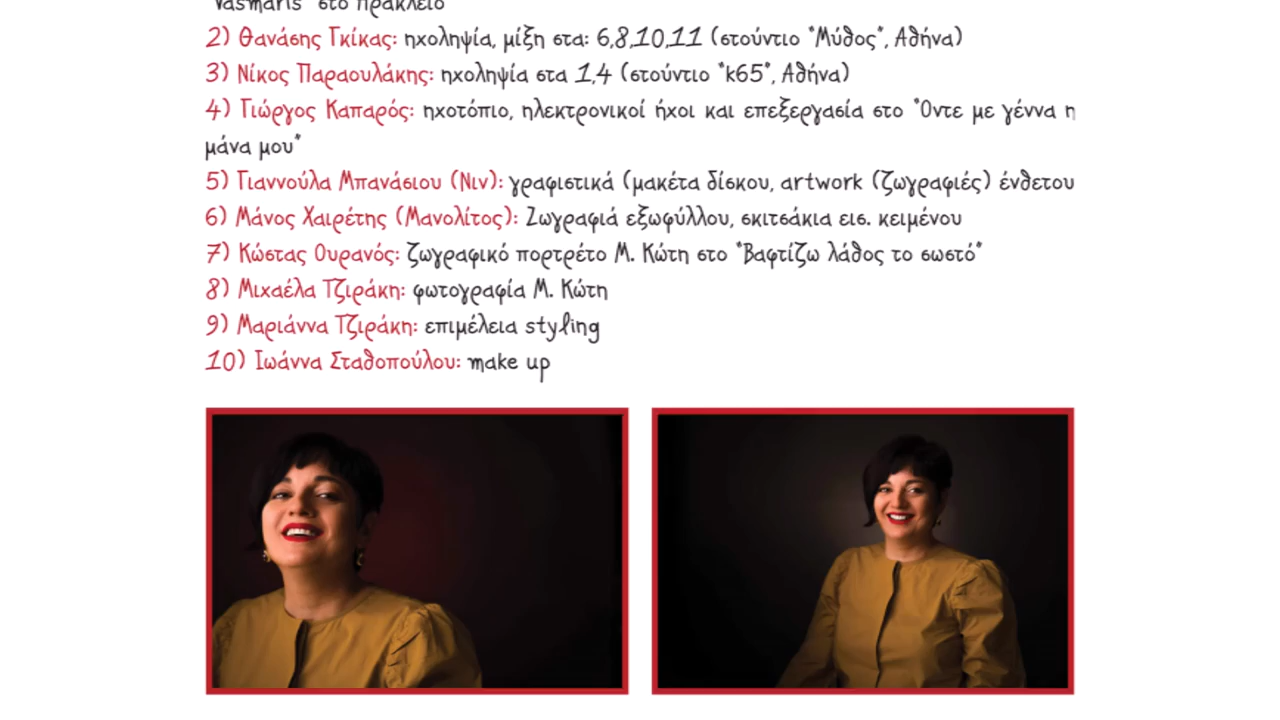 "Vasmaris" στο Ηράκλειο
2) Θανάσης Γκίκας: ηχοληψία, μίξη στα: 6,8,10,11 (στούντιο "Μύθος", Αθήνα)
3) Νίκος Παραουλάκης: ηχοληψία στα 1,4 (στούντιο "k65", Αθήνα)
4) Γιώργος Καπαρός: ηχοτόπιο, ηλεκτρονικοί ήχοι και επεξεργασία στο "Όντε με γέννα η
μάνα μου"
5) Γιαννούλα Μπανάσιου (Νιν): γραφιστικά (μακέτα δίσκου, artwork (ζωγραφιές) ένθετου
6) Μάνος Χαιρέτης (Μανολίτος): Ζωγραφιά εξωφύλλου, σκιτσάκια εισ. κειμένου
7) Κώστας Ουρανός: ζωγραφικό πορτρέτο Μ. Κώτη στο "Βαφτίζω λάθος το σωστό"
8) Μιχαέλα Τζιράκη: φωτογραφία Μ. Κώτη
9) Μαριάννα Τζιράκη: επιμέλεια styling
10) Ιωάννα Σταθοπούλου: make up